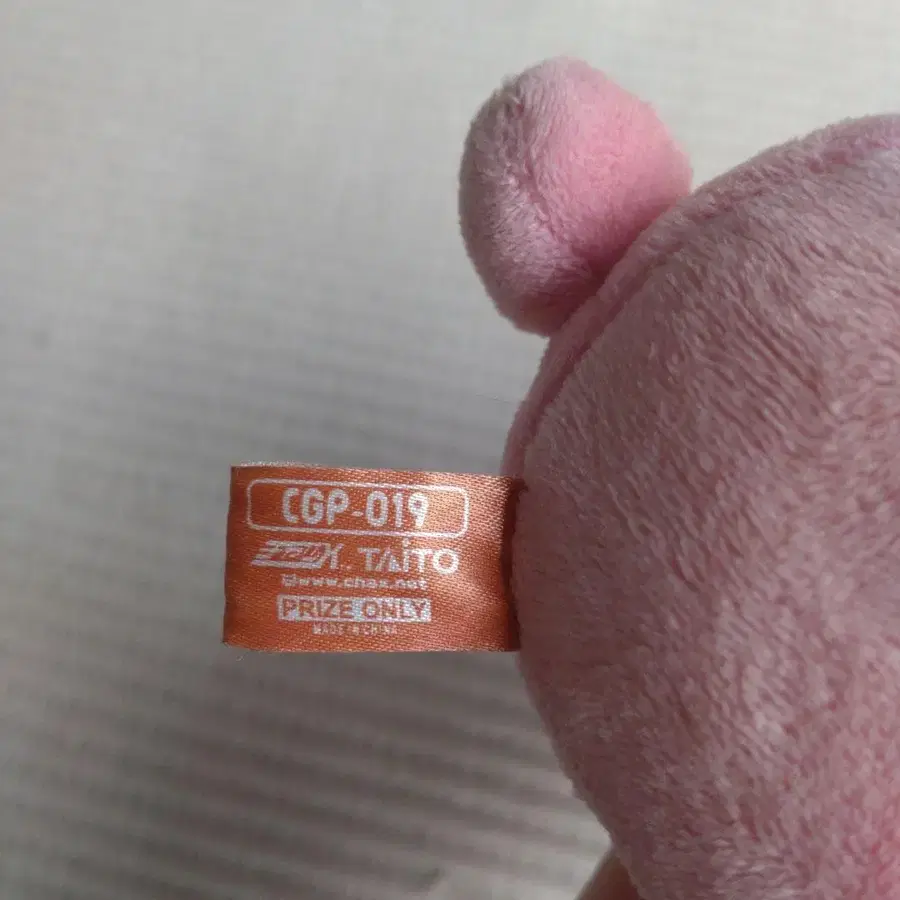 CGP-019
TAiTO
www.chax.net
PRIZE ONLY
MADE IN CHINA